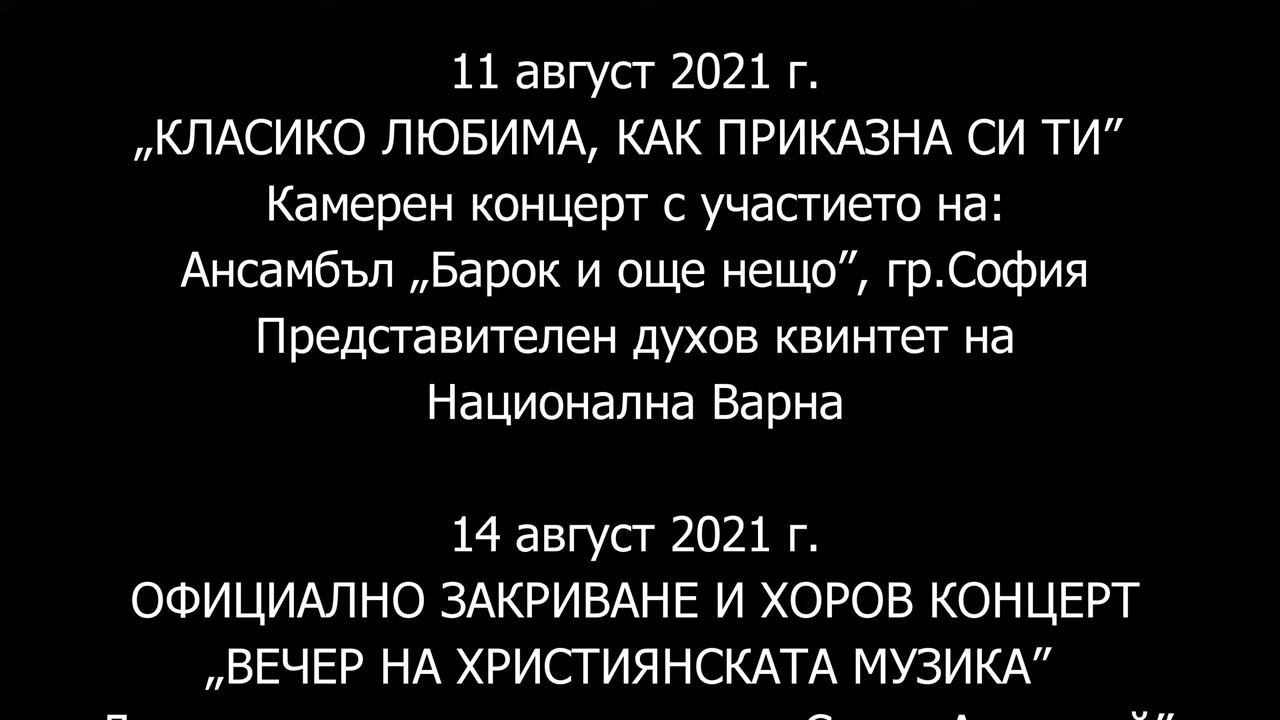 11 август 2021 г.
„КЛАСИКО ЛЮБИМА, КАК ПРИКАЗНА СИ ТИ”
Камерен концерт с участието на:
Ансамбъл „Барок и още нещо”, гр.София
Представителен духов квинтет на
Национална Варна
14 август 2021 г.
ОФИЦИАЛНО ЗАКРИВАНЕ И ХОРОВ КОНЦЕРТ
„ВЕЧЕР НА ХРИСТИЯНСКАТА МУЗИКА”